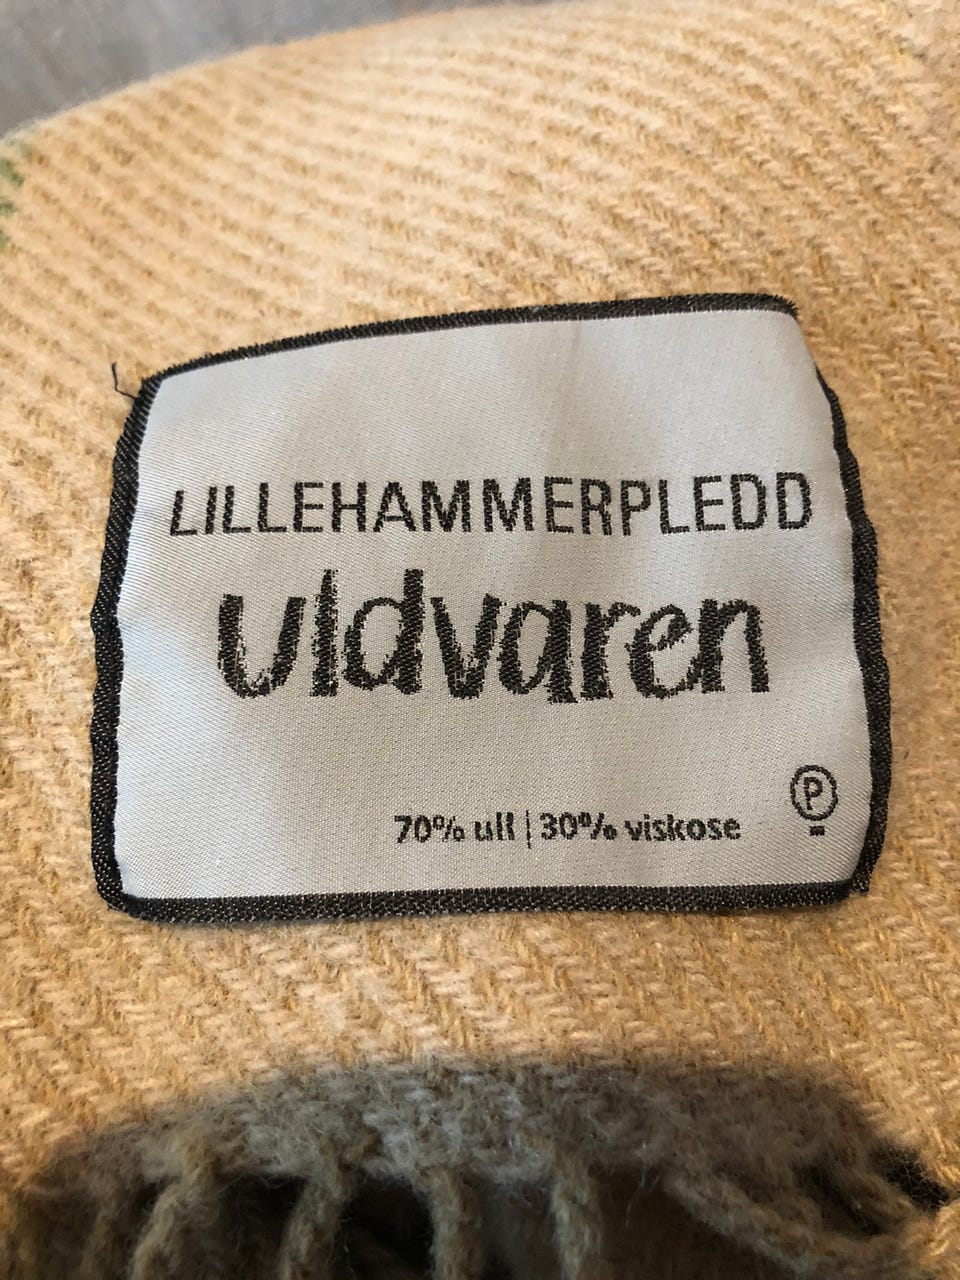 LILLEHAMMERPLEDD
uldvaren
P
70% ull | 30% viskose